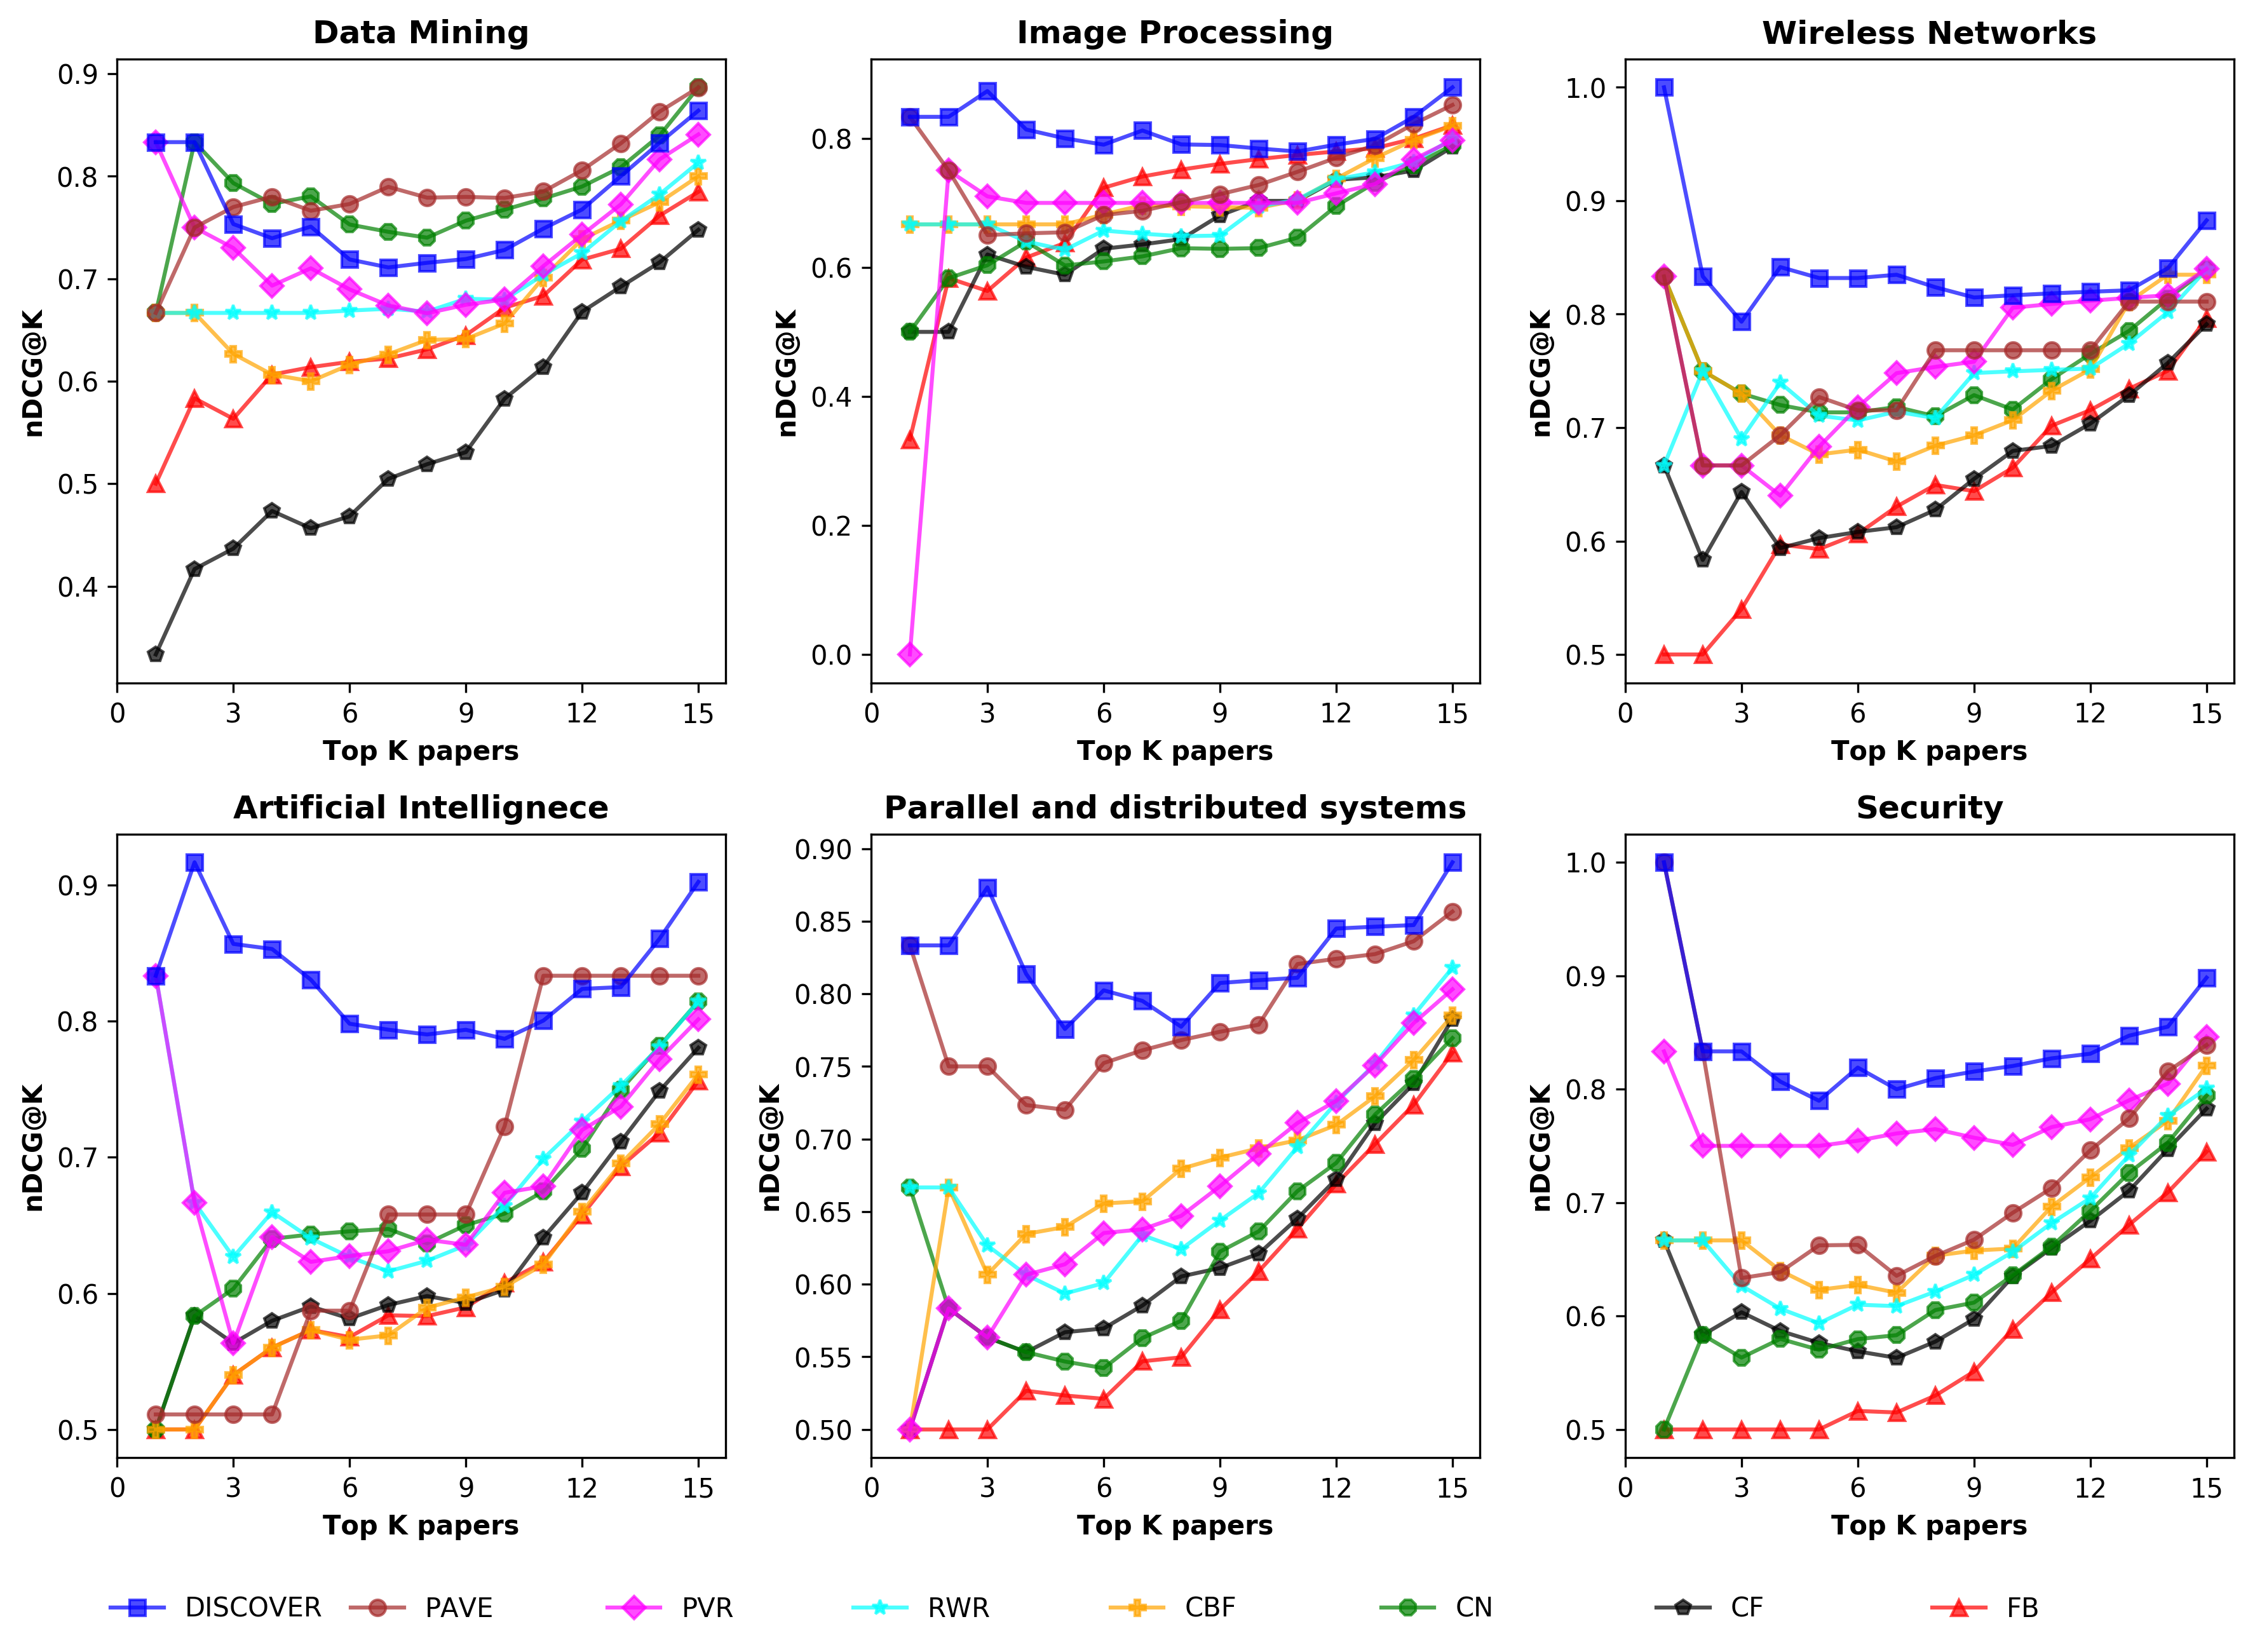 Data Mining
0.9
0.8
0.7
0.6
0.5
0.4
nDCG@K
0 3 6 9 12 15
Top K papers
Image Processing
0.8
0.6
0.4
0.2
0.0
nDCG@K
0 3 6 9 12 15
Top K papers
Wireless Networks
1.0
0.9
0.8
0.7
0.6
0.5
nDCG@K
0 3 6 9 12 15
Top K papers
Artificial Intellignece
0.9
0.8
0.7
0.6
0.5
nDCG@K
0 3 6 9 12 15
Top K papers
Parallel and distributed systems
0.90
0.85
0.80
0.75
0.70
0.65
0.60
0.55
0.50
nDCG@K
0 3 6 9 12 15
Top K papers
Security
1.0
0.9
0.8
0.7
0.6
0.5
nDCG@K
0 3 6 9 12 15
Top K papers
DISCOVER PAVE PVR RWR CBF CN CF FB